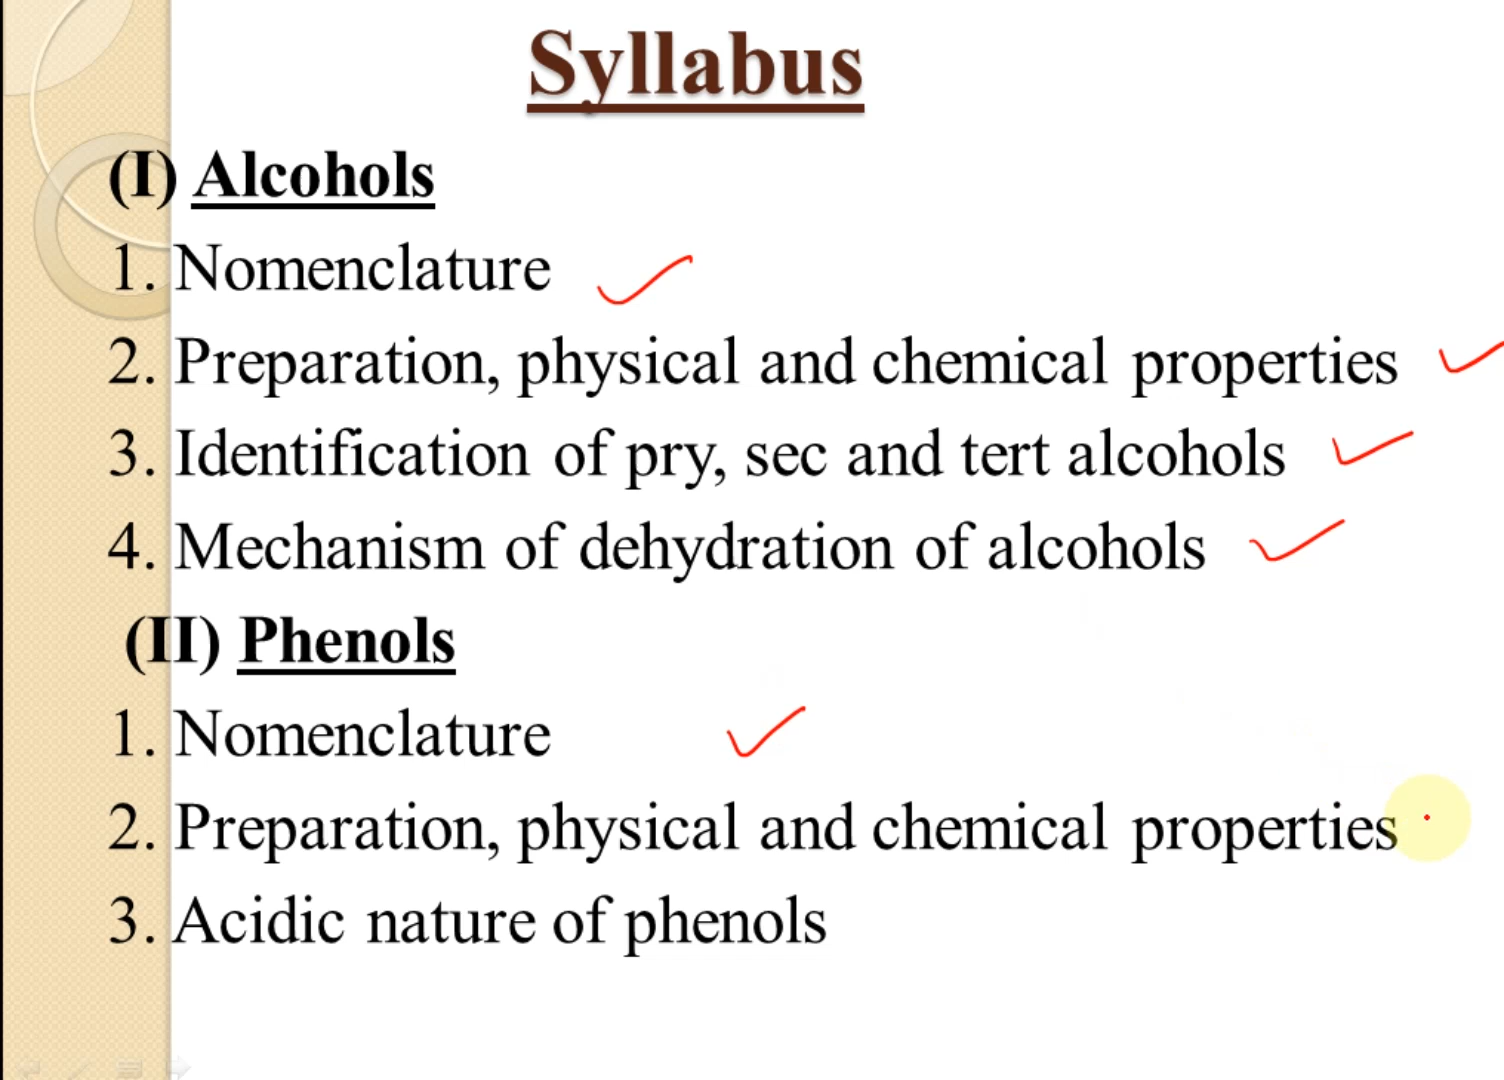 Syllabus
(I) Alcohols
1. Nomenclature
2. Preparation, physical and chemical properties
3. Identification of pry, sec and tert alcohols
4. Mechanism of dehydration of alcohols
(II) Phenols
1. Nomenclature
2. Preparation, physical and chemical properties
3. Acidic nature of phenols